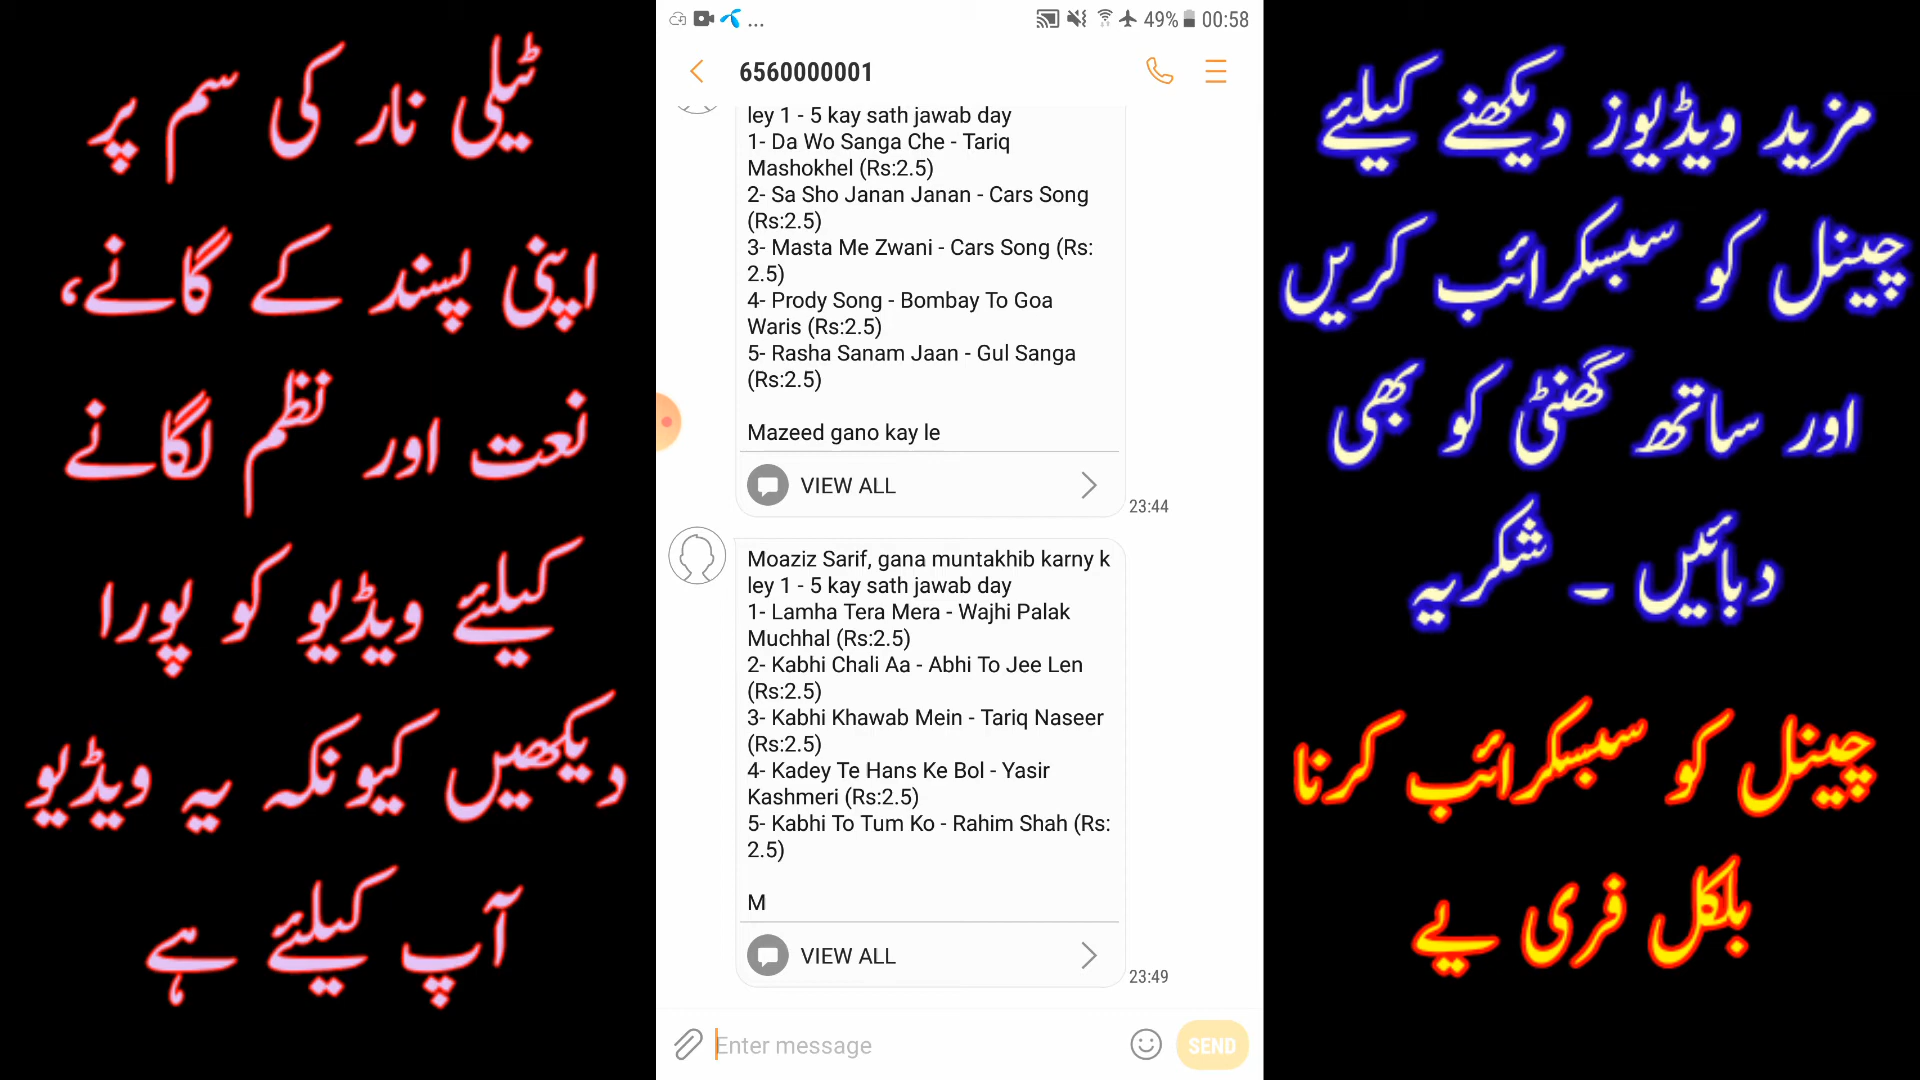 ٹیلی نار کی سم پر
اپنی پسند کے گانے،
نعت اور نظم لگانے
کیلئے ویڈیو کو پورا
دیکھیں کیونکہ یہ ویڈیو
آپ کیلئے ہے
...
49%
00:58
6560000001
ley 1 - 5 kay sath jawab day
1- Da Wo Sanga Che - Tariq
Mashokhel (Rs:2.5)
2- Sa Sho Janan Janan - Cars Song
(Rs:2.5)
3- Masta Me Zwani - Cars Song (Rs:
2.5)
4- Prody Song - Bombay To Goa
Waris (Rs:2.5)
5- Rasha Sanam Jaan - Gul Sanga
(Rs:2.5)
Mazeed gano kay le
VIEW ALL
23:44
Moaziz Sarif, gana muntakhib karny k
ley 1 - 5 kay sath jawab day
1- Lamha Tera Mera - Wajhi Palak
Muchhal (Rs:2.5)
2- Kabhi Chali Aa - Abhi To Jee Len
(Rs:2.5)
3- Kabhi Khawab Mein - Tariq Naseer
(Rs:2.5)
4- Kadey Te Hans Ke Bol - Yasir
Kashmeri (Rs:2.5)
5- Kabhi To Tum Ko - Rahim Shah (Rs:
2.5)
M
VIEW ALL
23:49
Enter message
SEND
مزید ویڈیوز دیکھنے کیلئے
چینل کو سبسکرائب کریں
اور ساتھ گھنٹی کو بھی
دبائیں ۔ شکریہ
چینل کو سبسکرائب کرنا
بلکل فری ہے